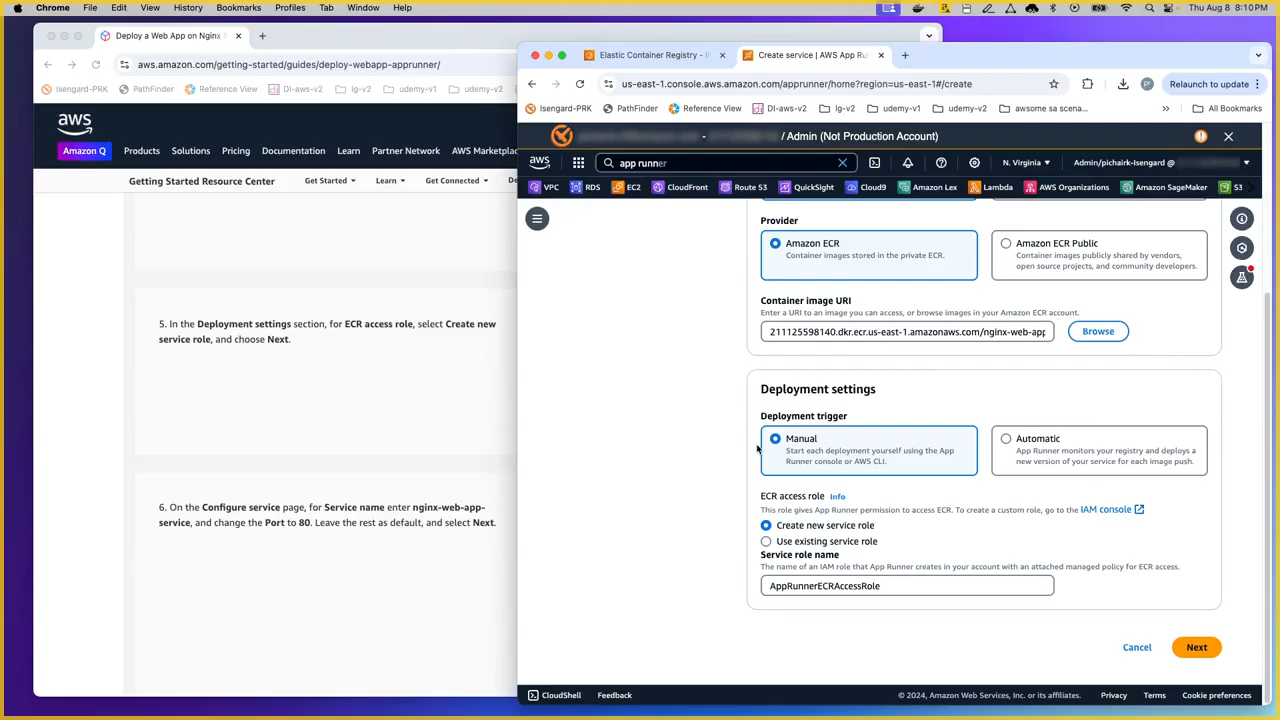 Chrome File Edit View History Bookmarks Profiles Tab Window Help
Thu Aug 8 8:10 PM
Deploy a Web App on Nginx S
aws.amazon.com/getting-started/guides/deploy-webapp-apprunner/
Isengard-PRK PathFinder Reference View DI-aws-v2 lg-v2 udemy-v1 udemy-v2
aws
Amazon Q Products Solutions Pricing Documentation Learn Partner Network AWS Marketplac
Getting Started Resource Center Get Started Learn Get Connected De
5. In the Deployment settings section, for ECR access role, select Create new
service role, and choose Next.
6. On the Configure service page, for Service name enter nginx-web-app-
service, and change the Port to 80. Leave the rest as default, and select Next.
Elastic Container Registry - I
Create service | AWS App Run
us-east-1.console.aws.amazon.com/apprunner/home?region=us-east-1#/create
Relaunch to update
Isengard-PRK PathFinder Reference View DI-aws-v2 lg-v2 udemy-v1 udemy-v2 awsome sa scena...
All Bookmarks
/ Admin (Not Production Account)
aws
app runner
N. Virginia
Admin/pichairk-Isengard @
VPC RDS EC2 CloudFront Route 53 QuickSight Cloud9 Amazon Lex Lambda AWS Organizations Amazon SageMaker S3
Provider
Amazon ECR
Container images stored in the private ECR.
Amazon ECR Public
Container images publicly shared by vendors,
open source projects, and community developers.
Container image URI
Enter a URI to an image you can access, or browse images in your Amazon ECR account.
211125598140.dkr.ecr.us-east-1.amazonaws.com/nginx-web-app
Browse
Deployment settings
Deployment trigger
Manual
Start each deployment yourself using the App
Runner console or AWS CLI.
Automatic
App Runner monitors your registry and deploys a
new version of your service for each image push.
ECR access role Info
This role gives App Runner permission to access ECR. To create a custom role, go to the IAM console
Create new service role
Use existing service role
Service role name
The name of an IAM role that App Runner creates in your account with an attached managed policy for ECR access.
AppRunnerECRAccessRole
Cancel Next
CloudShell Feedback
© 2024, Amazon Web Services, Inc. or its affiliates. Privacy Terms Cookie preferences